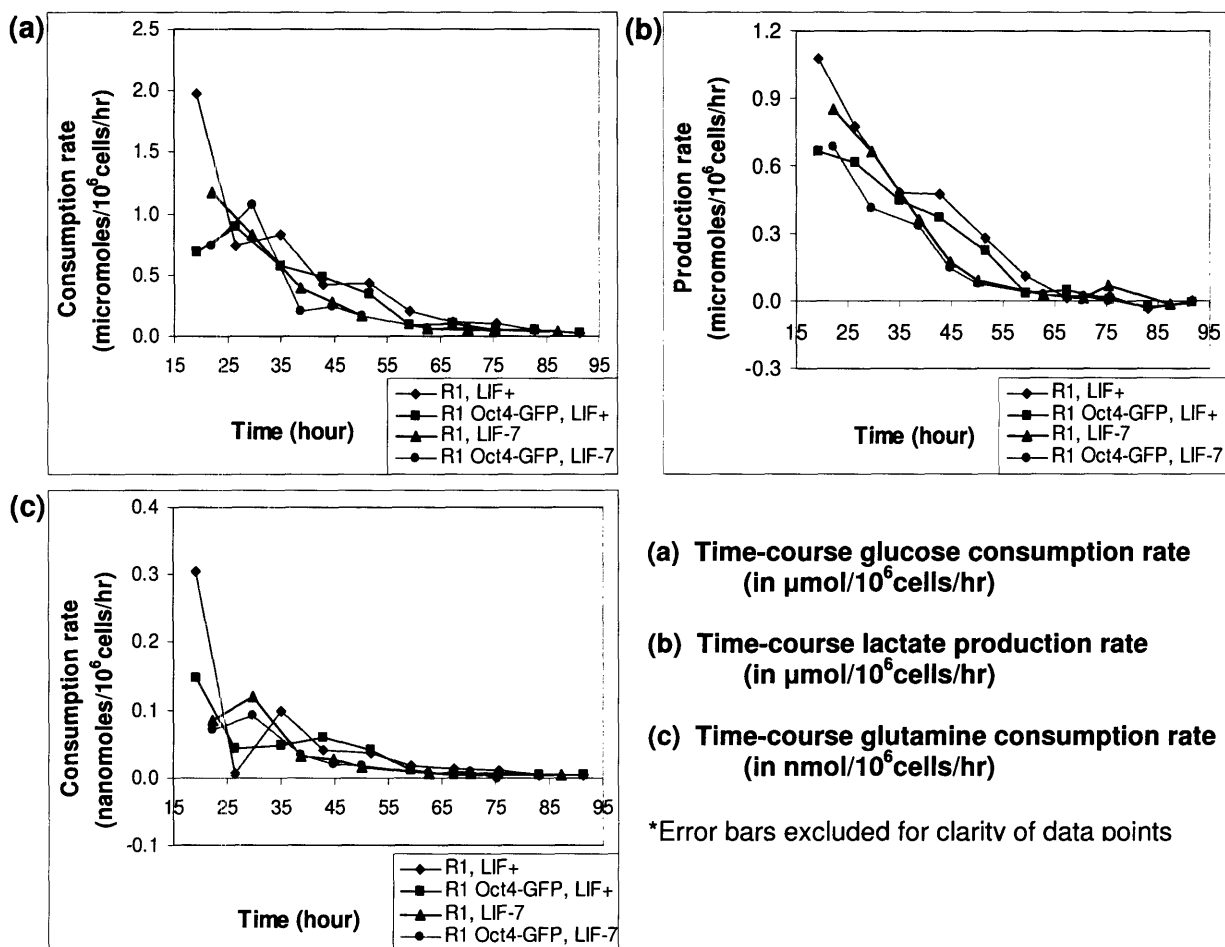 (a)
2.5
2.0
1.5
1.0
0.5
0.0
15 25 35 45 55 65 75 85 95
Consumption rate
(micromoles/10⁶cells/hr)
Time (hour)
R1, LIF+
R1 Oct4-GFP, LIF+
R1, LIF-7
R1 Oct4-GFP, LIF-7
(b)
1.2
0.9
0.6
0.3
0.0
-0.3
15 25 35 45 55 65 75 85 95
Production rate
(micromoles/10⁶cells/hr)
Time (hour)
R1, LIF+
R1 Oct4-GFP, LIF+
R1, LIF-7
R1 Oct4-GFP, LIF-7
(c)
0.4
0.3
0.2
0.1
0.0
-0.1
15 25 35 45 55 65 75 85 95
Consumption rate
(nanomoles/10⁶cells/hr)
Time (hour)
R1, LIF+
R1 Oct4-GFP, LIF+
R1, LIF-7
R1 Oct4-GFP, LIF-7
(a) Time-course glucose consumption rate
(in µmol/10⁶cells/hr)
(b) Time-course lactate production rate
(in µmol/10⁶cells/hr)
(c) Time-course glutamine consumption rate
(in nmol/10⁶cells/hr)
*Error bars excluded for clarity of data points